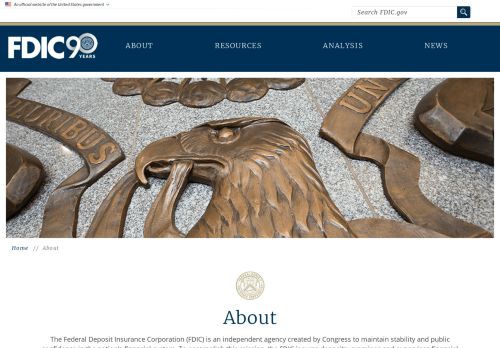 An official website of the United States government
Search FDIC.gov
FDIC 90 YEARS
ABOUT
RESOURCES
ANALYSIS
NEWS
PLURIBUS
UN
Home // About
About
The Federal Deposit Insurance Corporation (FDIC) is an independent agency created by Congress to maintain stability and public